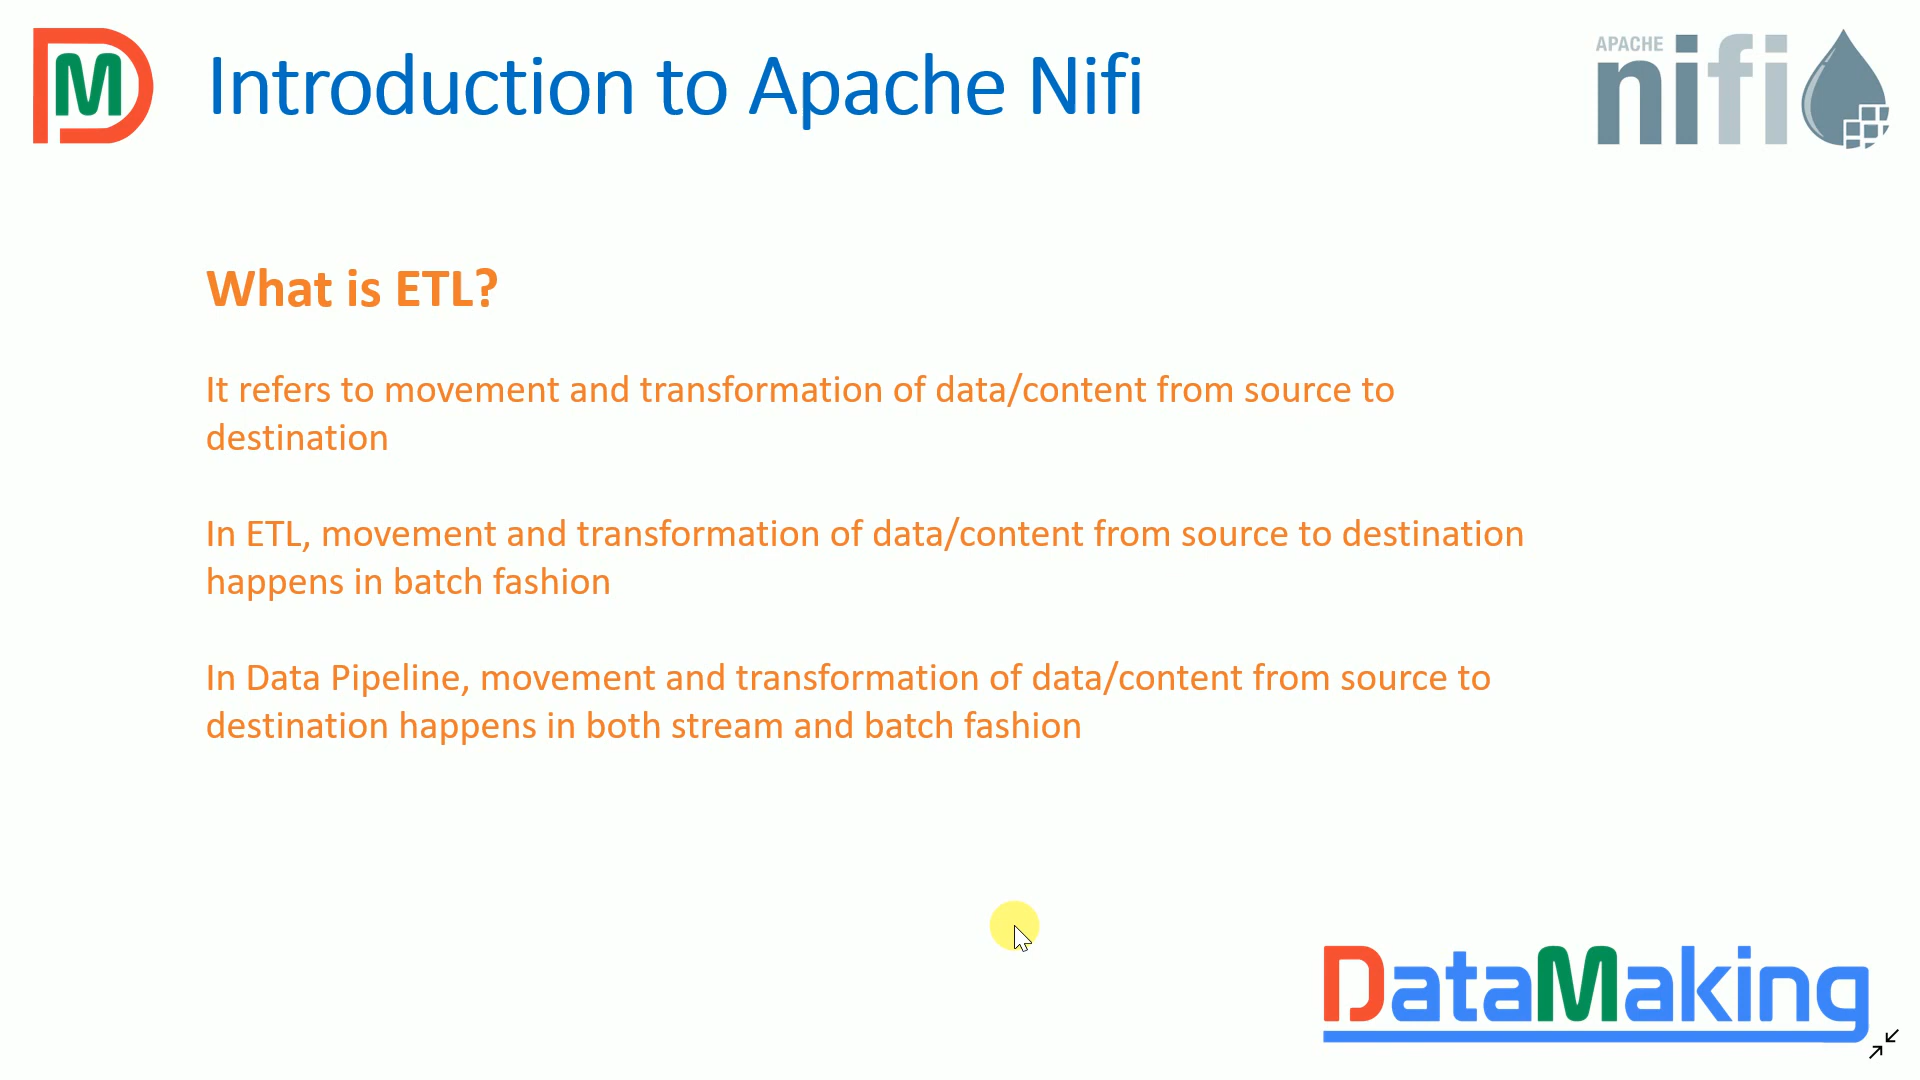 DM
Introduction to Apache Nifi
APACHE
nifi
What is ETL?
It refers to movement and transformation of data/content from source to
destination
In ETL, movement and transformation of data/content from source to destination
happens in batch fashion
In Data Pipeline, movement and transformation of data/content from source to
destination happens in both stream and batch fashion
DataMaking